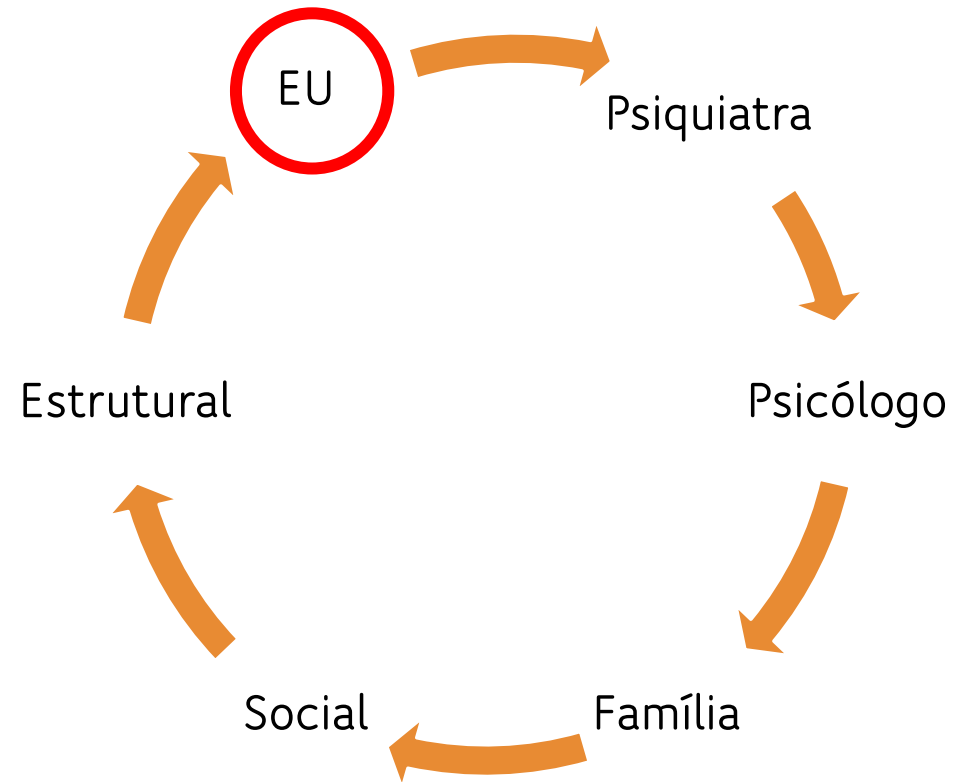 EU
Psiquiatra
Psicólogo
Família
Social
Estrutural